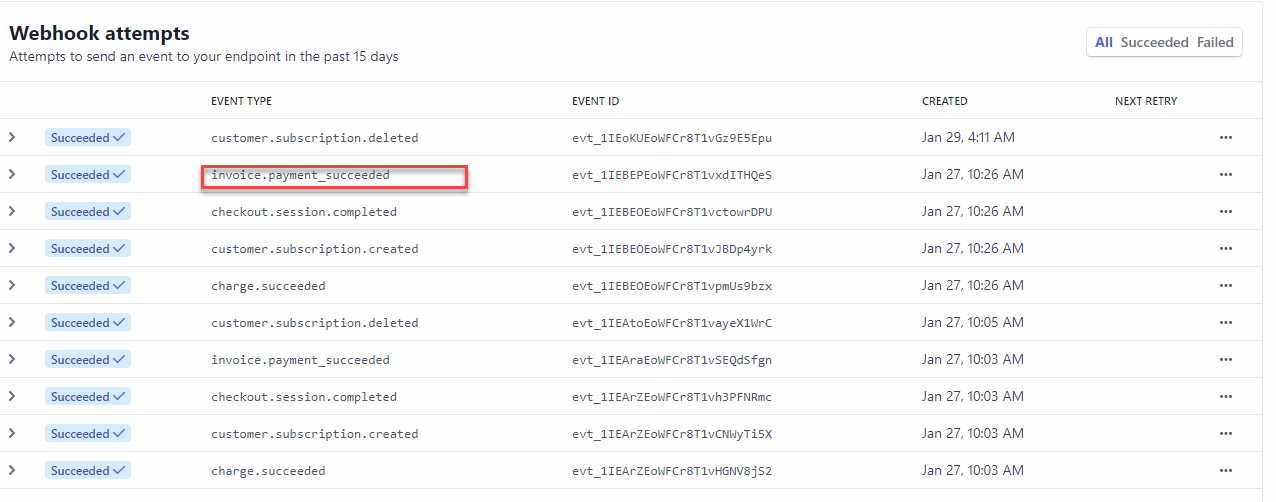 Webhook attempts
Attempts to send an event to your endpoint in the past 15 days
All Succeeded Failed
EVENT TYPE EVENT ID CREATED NEXT RETRY
Succeeded customer.subscription.deleted evt_1IEoKUEoWFCr8T1vGz9E5Epu Jan 29, 4:11 AM
Succeeded invoice.payment_succeeded evt_1IEBEPEoWFCr8T1vxdITHQeS Jan 27, 10:26 AM
Succeeded checkout.session.completed evt_1IEBEOEoWFCr8T1vctowrDPU Jan 27, 10:26 AM
Succeeded customer.subscription.created evt_1IEBEOEoWFCr8T1vJBDp4yrk Jan 27, 10:26 AM
Succeeded charge.succeeded evt_1IEBEOEoWFCr8T1vpmUs9bzx Jan 27, 10:26 AM
Succeeded customer.subscription.deleted evt_1IEAtoEoWFCr8T1vayeX1WrC Jan 27, 10:05 AM
Succeeded invoice.payment_succeeded evt_1IEAraEoWFCr8T1vSEQdSfgn Jan 27, 10:03 AM
Succeeded checkout.session.completed evt_1IEArZEoWFCr8T1vh3PFNRmc Jan 27, 10:03 AM
Succeeded customer.subscription.created evt_1IEArZEoWFCr8T1vCNWyTi5X Jan 27, 10:03 AM
Succeeded charge.succeeded evt_1IEArZEoWFCr8T1vHGNV8jS2 Jan 27, 10:03 AM